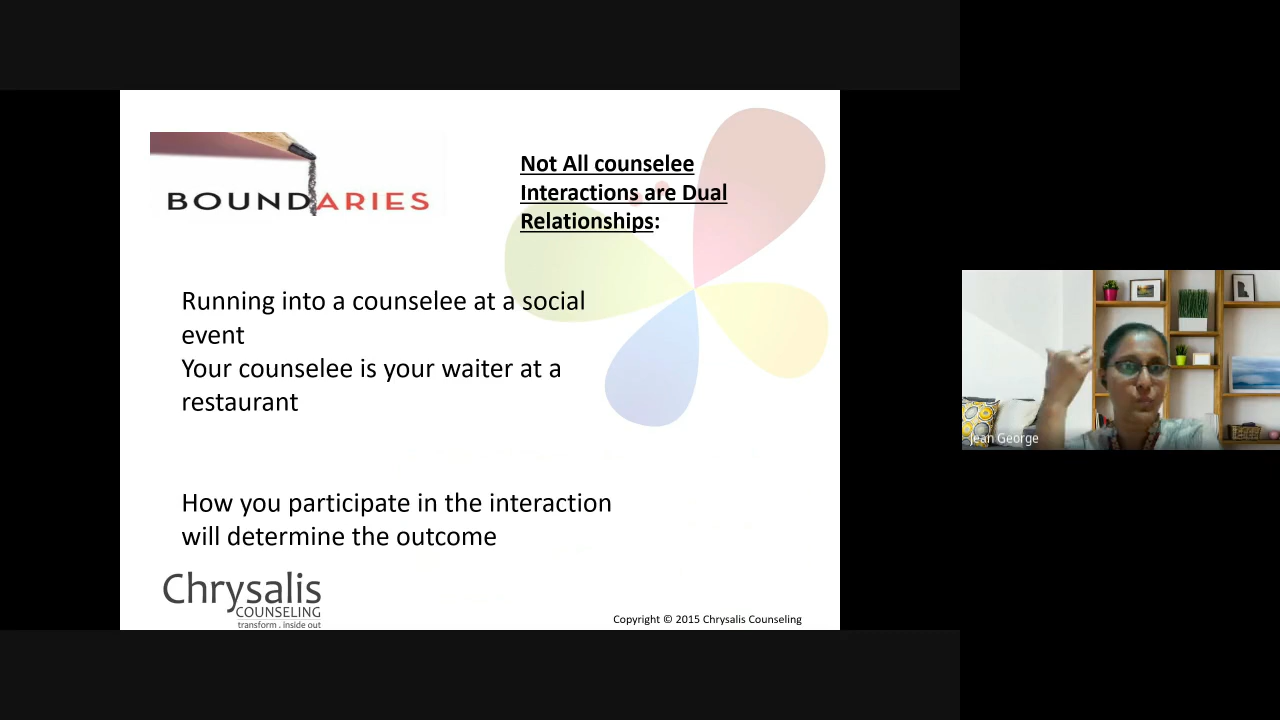 BOUNDARIES
Not All counselee
Interactions are Dual
Relationships:
Running into a counselee at a social
event
Your counselee is your waiter at a
restaurant
How you participate in the interaction
will determine the outcome
Chrysalis
COUNSELING
transform . inside out
Copyright © 2015 Chrysalis Counseling
Jean George